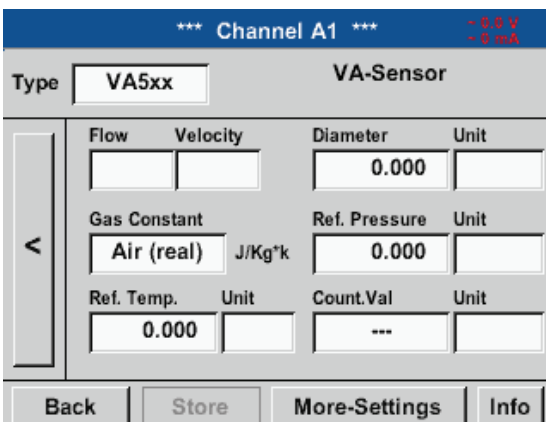 *** Channel A1 ***
~ 0.0 V
~ 0 mA
Type VA5xx VA-Sensor
Flow Velocity Diameter Unit
0.000
Gas Constant Ref. Pressure Unit
< Air (real) J/Kg*k 0.000
Ref. Temp. Unit Count.Val Unit
0.000 ---
Back Store More-Settings Info